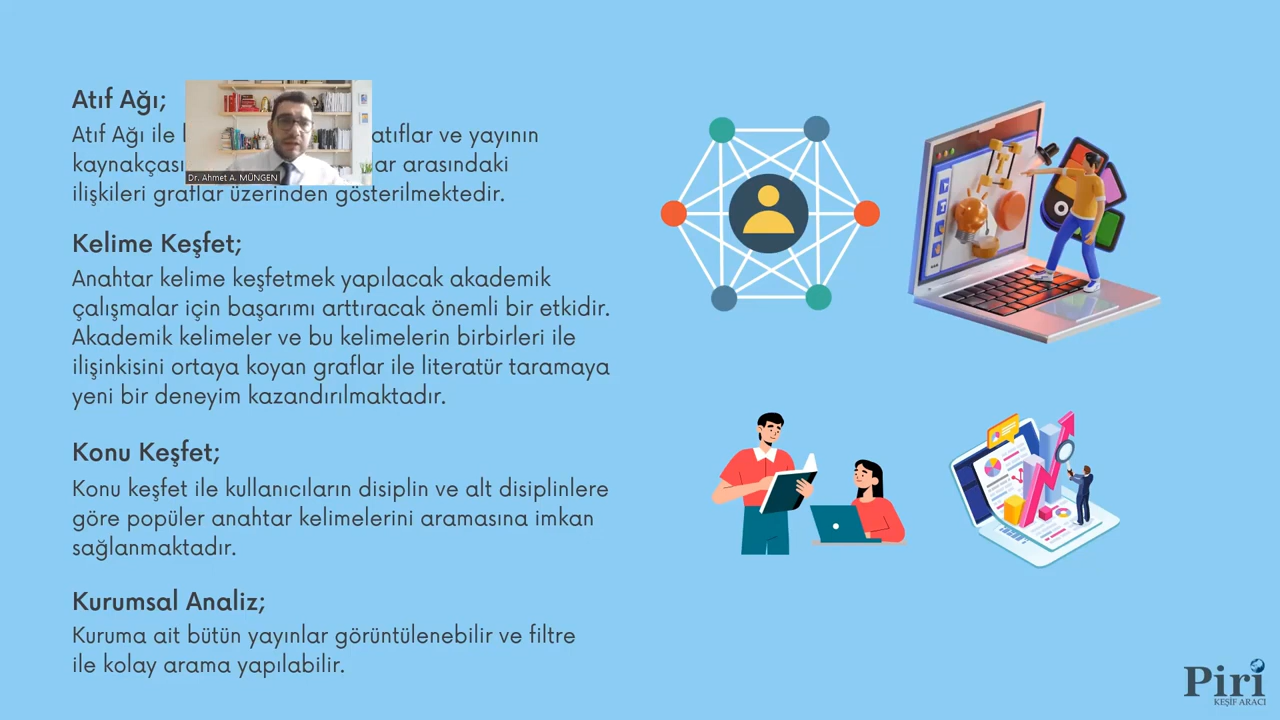 Atıf Ağı;
Atıf Ağı ile
atıflar ve yayının
kaynakçası
ar arasındaki
ilişkileri graflar üzerinden gösterilmektedir.
Dr. Ahmet A. MÜNGEN
Kelime Keşfet;
Anahtar kelime keşfetmek yapılacak akademik
çalışmalar için başarımı arttıracak önemli bir etkidir.
Akademik kelimeler ve bu kelimelerin birbirleri ile
ilişinkisini ortaya koyan graflar ile literatür taramaya
yeni bir deneyim kazandırılmaktadır.
Konu Keşfet;
Konu keşfet ile kullanıcıların disiplin ve alt disiplinlere
göre popüler anahtar kelimelerini aramasına imkan
sağlanmaktadır.
Kurumsal Analiz;
Kuruma ait bütün yayınlar görüntülenebilir ve filtre
ile kolay arama yapılabilir.
Piri
KEŞİF ARACI